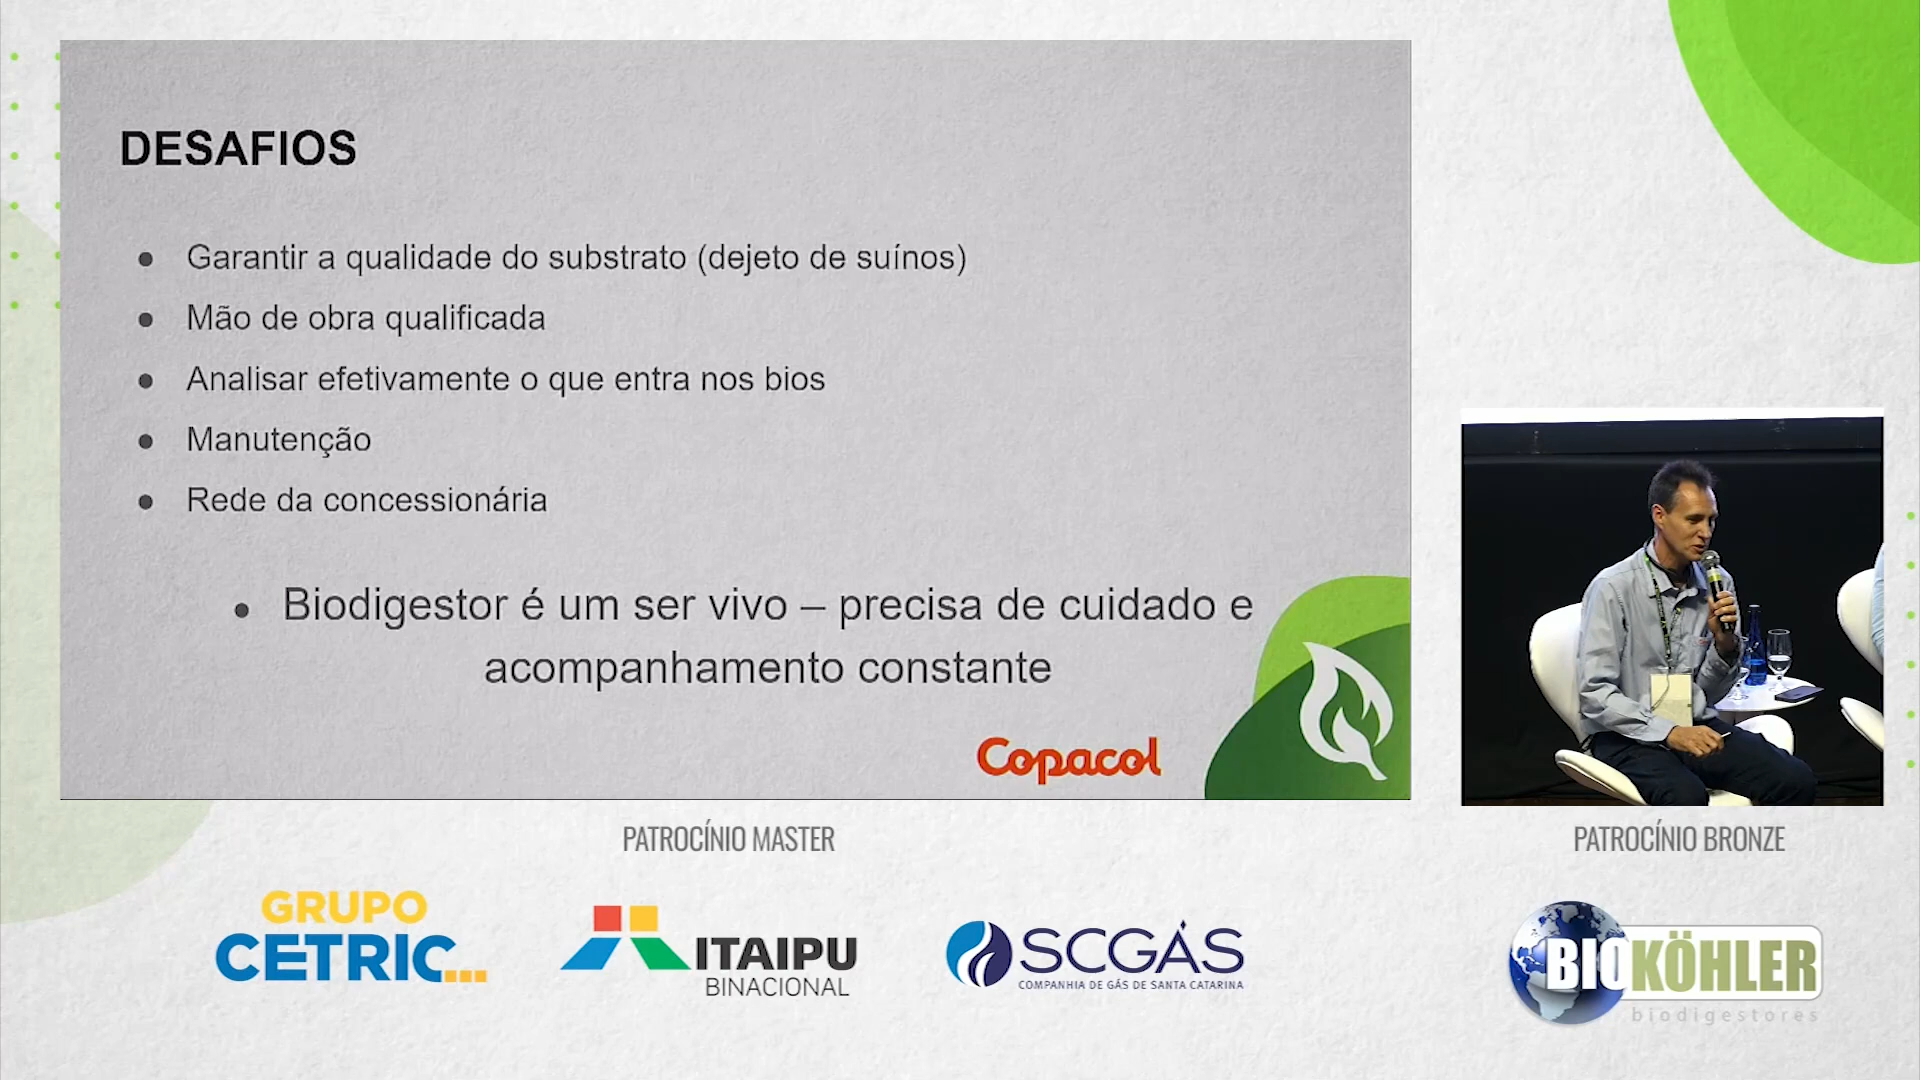 DESAFIOS
● Garantir a qualidade do substrato (dejeto de suínos)
● Mão de obra qualificada
● Analisar efetivamente o que entra nos bios
● Manutenção
● Rede da concessionária
● Biodigestor é um ser vivo – precisa de cuidado e
acompanhamento constante
Copacol
PATROCÍNIO MASTER
GRUPO
CETRIC...
ITAIPU
BINACIONAL
SCGÁS
COMPANHIA DE GÁS DE SANTA CATARINA
PATROCÍNIO BRONZE
BIOKÖHLER
biodigestores